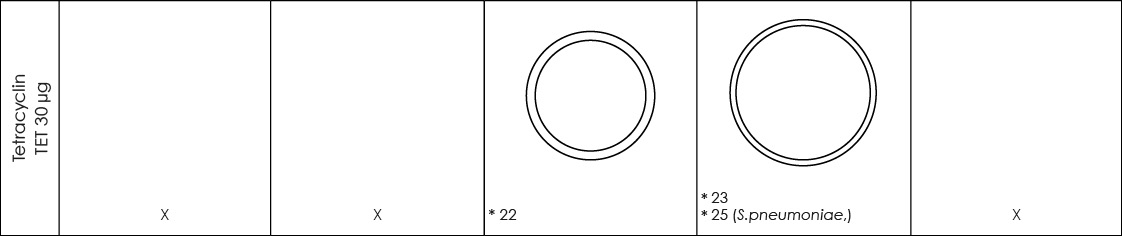 Tetracyclin
TET 30 µg
X
X
* 22
* 23
* 25 (S.pneumoniae,)
X